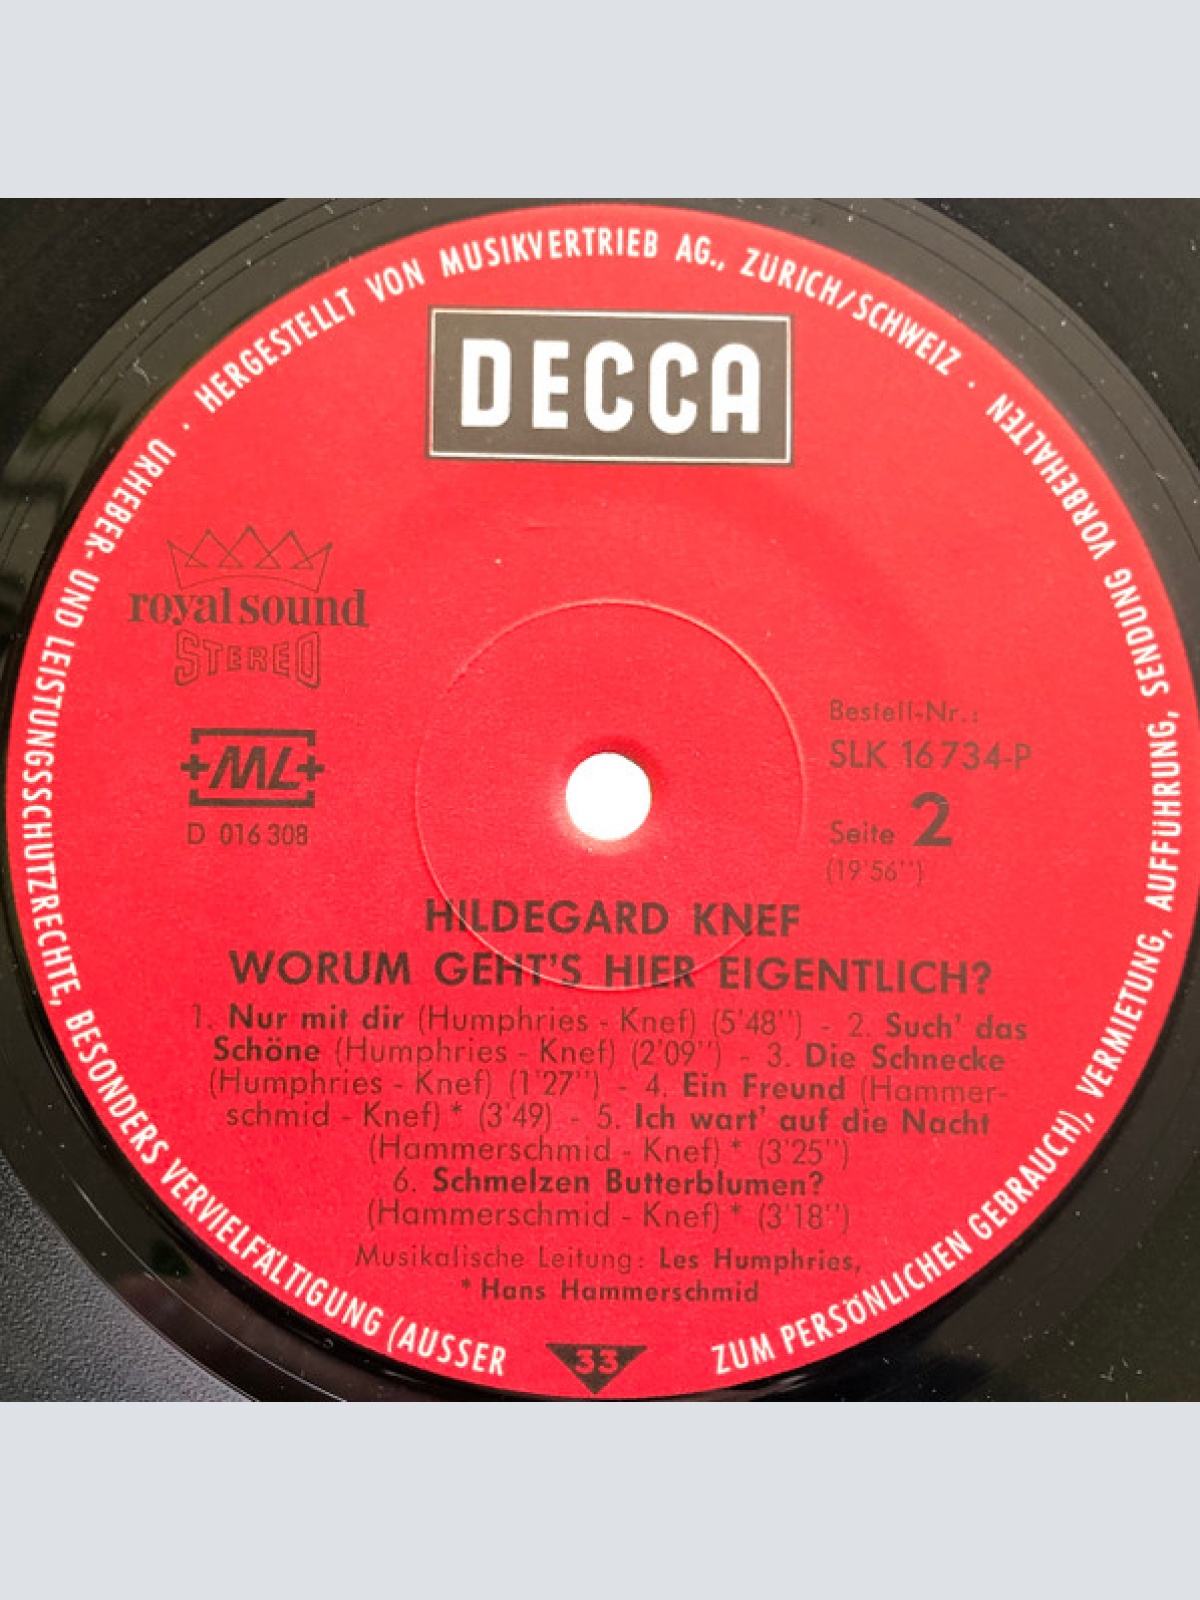 HERGESTELLT VON MUSIKVERTRIEB AG., ZURICH/SCHWEIZ ·
URHEBER- UND LEISTUNGSSCHUTZRECHTE, BESONDERS VERVIELFÄLTIGUNG (AUSSER ZUM PERSÖNLICHEN GEBRAUCH), VERMIETUNG, AUFFÜHRUNG, SENDUNG VORBEHALTEN ·
DECCA
royal sound
STEREO
+ML+
D 016 308
Bestell-Nr.:
SLK 16 734-P
Seite 2
(19'56'')
HILDEGARD KNEF
WORUM GEHT'S HIER EIGENTLICH?
1. Nur mit dir (Humphries - Knef) (5'48'') - 2. Such' das
Schöne (Humphries - Knef) (2'09'') - 3. Die Schnecke
(Humphries - Knef) (1'27'') - 4. Ein Freund (Hammer-
schmid - Knef) * (3'49) - 5. Ich wart' auf die Nacht
(Hammerschmid - Knef) * (3'25'')
6. Schmelzen Butterblumen?
(Hammerschmid - Knef) * (3'18'')
Musikalische Leitung: Les Humphries,
* Hans Hammerschmid
33